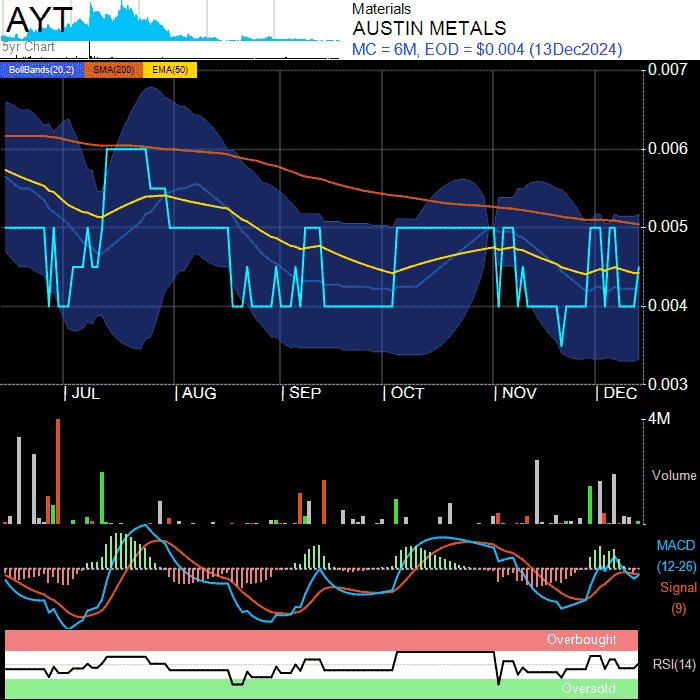 AYT
5yr Chart
Materials
AUSTIN METALS
MC = 6M, EOD = $0.004 (13Dec2024)
BollBands(20,2) SMA(200) EMA(50)
0.007
0.006
0.005
0.004
0.003
JUL AUG SEP OCT NOV DEC
4M
Volume
MACD
(12-26)
Signal
(9)
Overbought
RSI(14)
Oversold